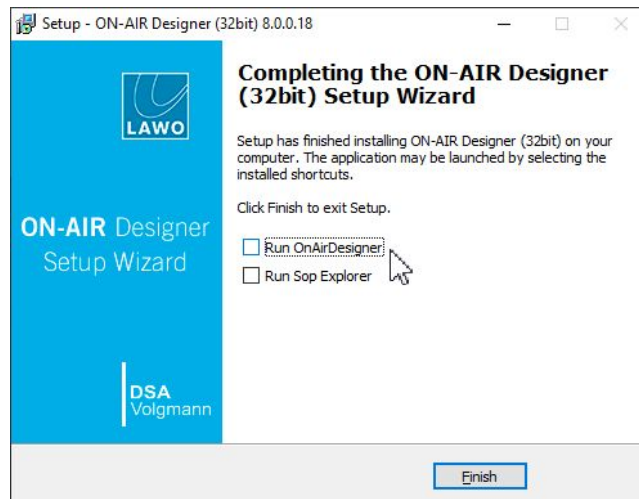 Setup - ON-AIR Designer (32bit) 8.0.0.18
LAWO
ON-AIR Designer
Setup Wizard
DSA
Volgmann
Completing the ON-AIR Designer
(32bit) Setup Wizard
Setup has finished installing ON-AIR Designer (32bit) on your
computer. The application may be launched by selecting the
installed shortcuts.
Click Finish to exit Setup.
Run OnAirDesigner
Run Sop Explorer
Finish